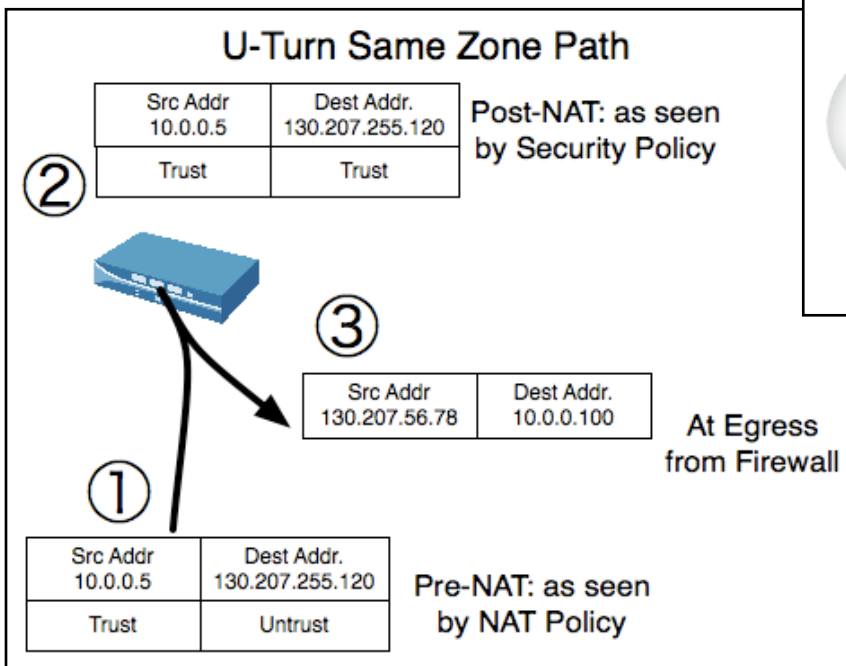 U-Turn Same Zone Path
Src Addr
10.0.0.5
Dest Addr.
130.207.255.120
Trust
Trust
Post-NAT: as seen
by Security Policy
②
③
Src Addr
130.207.56.78
Dest Addr.
10.0.0.100
At Egress
from Firewall
①
Src Addr
10.0.0.5
Dest Addr.
130.207.255.120
Trust
Untrust
Pre-NAT: as seen
by NAT Policy